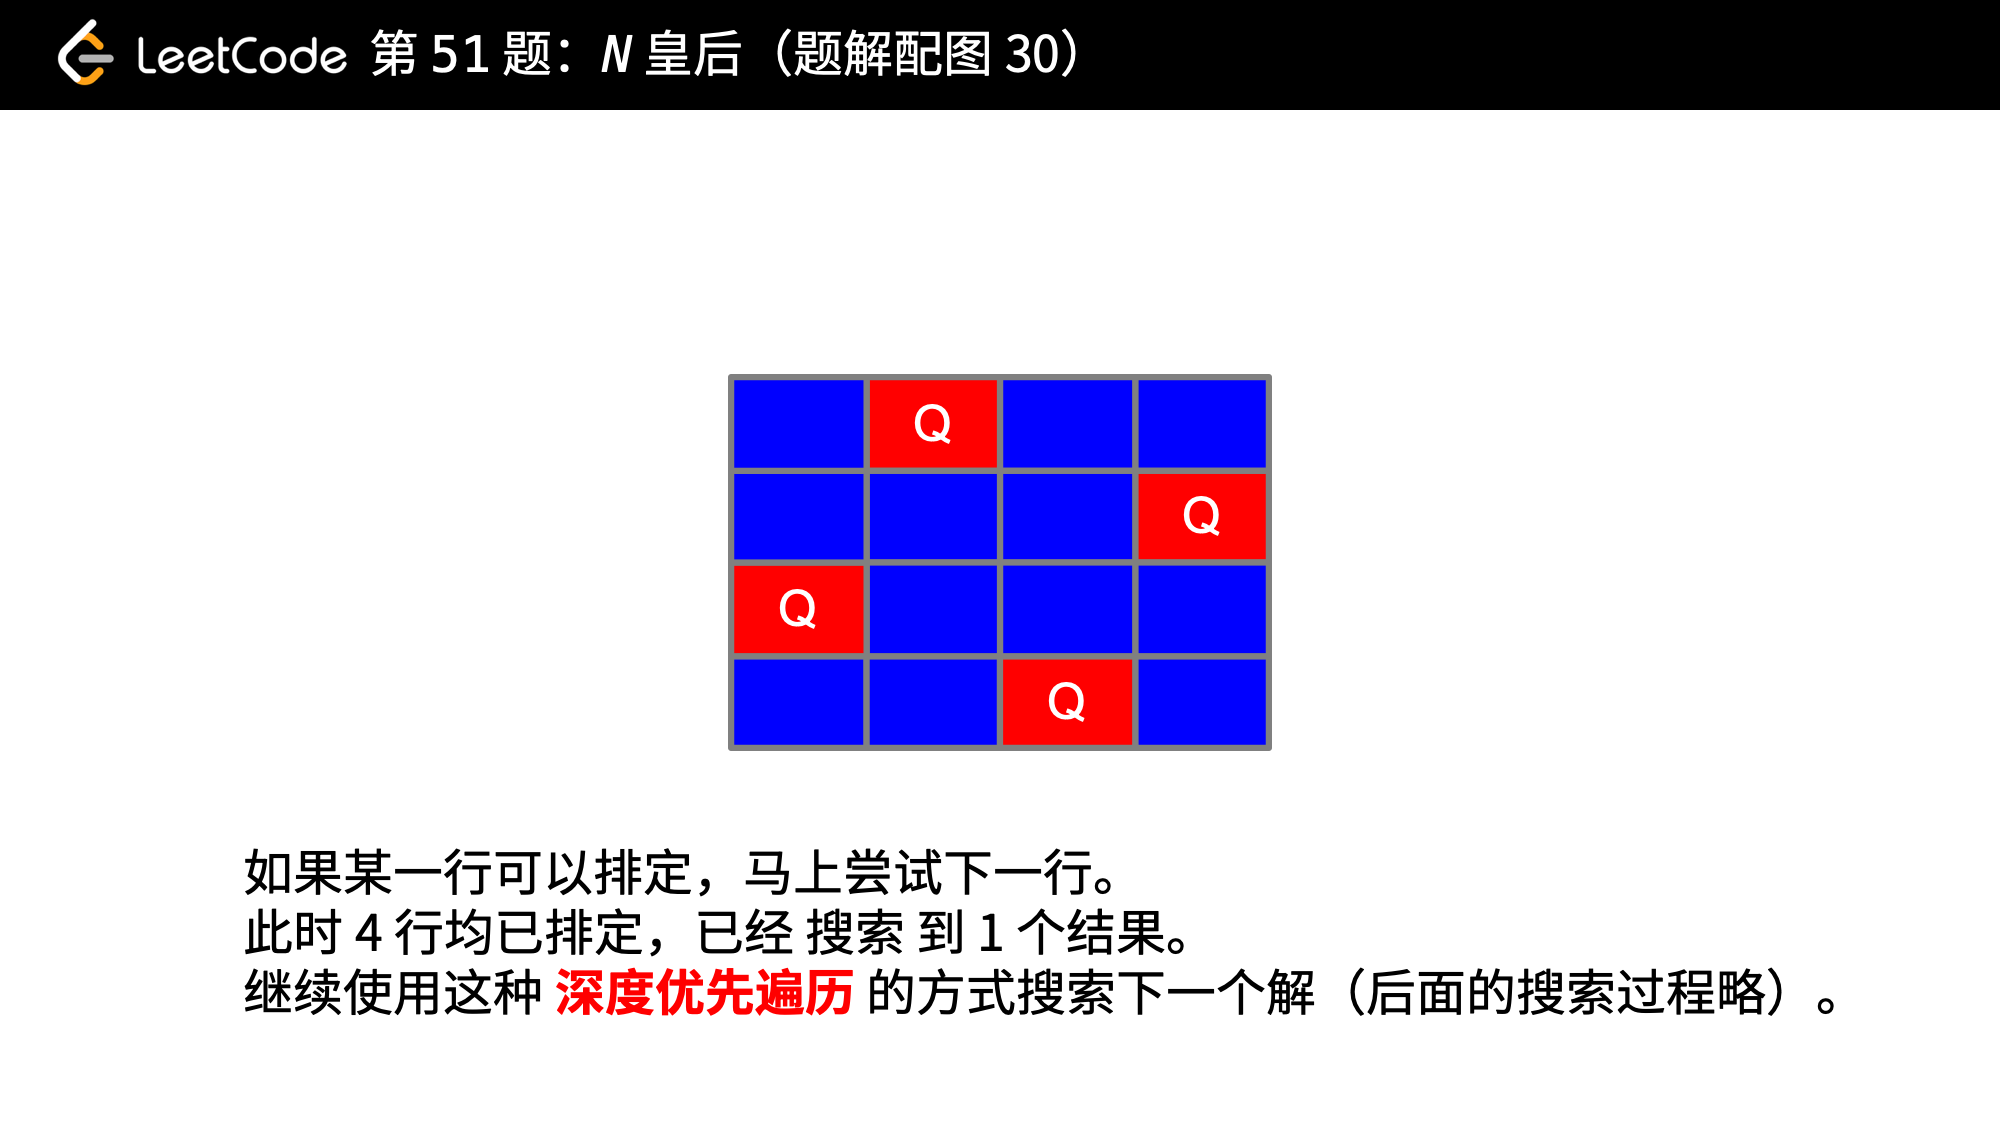 LeetCode 第 51 题：N 皇后（题解配图 30）
Q
Q
Q
Q
如果某一行可以排定，马上尝试下一行。
此时 4 行均已排定，已经 搜索 到 1 个结果。
继续使用这种 深度优先遍历 的方式搜索下一个解（后面的搜索过程略）。